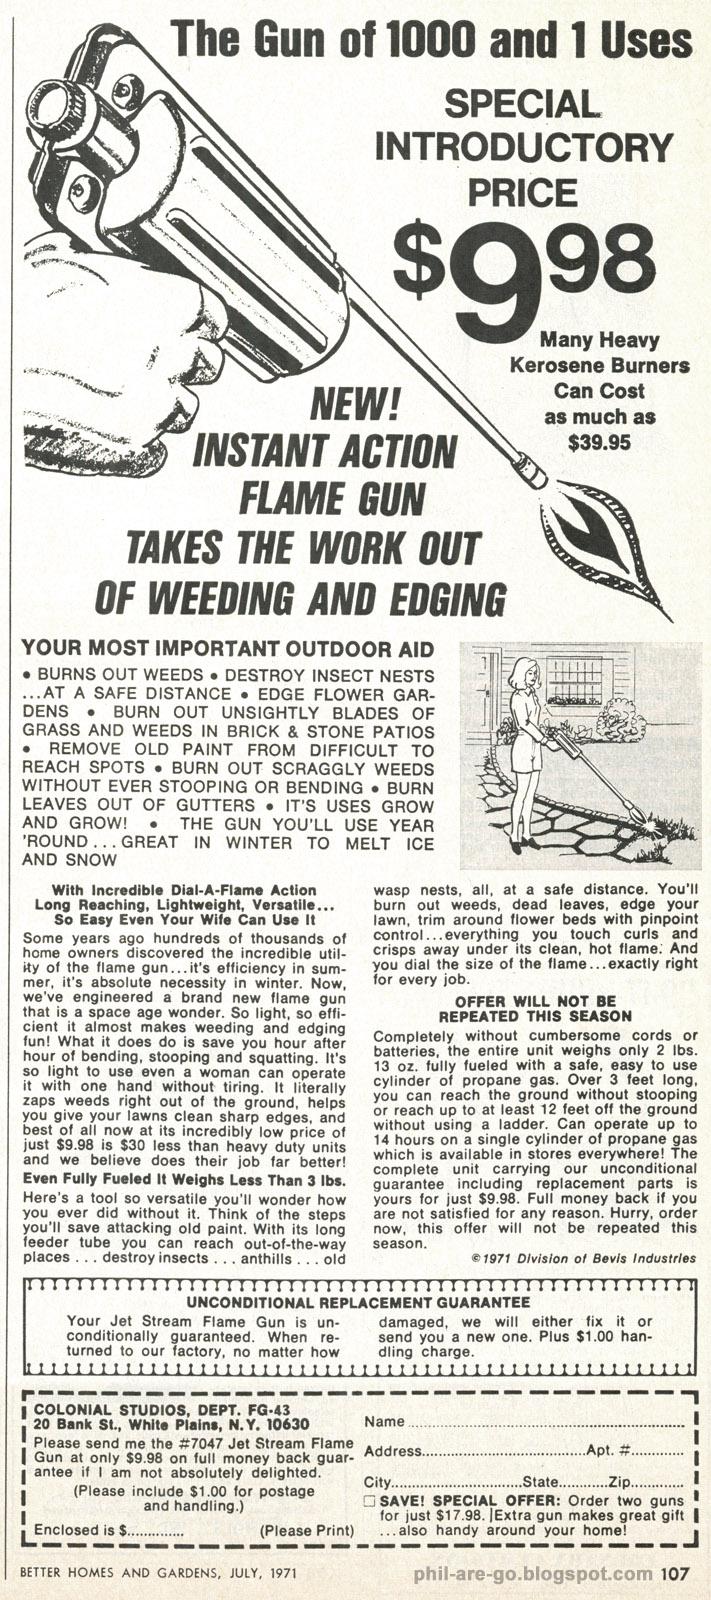 The Gun of 1000 and 1 Uses
SPECIAL
INTRODUCTORY
PRICE
$998
Many Heavy
Kerosene Burners
Can Cost
as much as
$39.95
NEW!
INSTANT ACTION
FLAME GUN
TAKES THE WORK OUT
OF WEEDING AND EDGING
YOUR MOST IMPORTANT OUTDOOR AID
• BURNS OUT WEEDS • DESTROY INSECT NESTS
...AT A SAFE DISTANCE • EDGE FLOWER GAR-
DENS • BURN OUT UNSIGHTLY BLADES OF
GRASS AND WEEDS IN BRICK & STONE PATIOS
• REMOVE OLD PAINT FROM DIFFICULT TO
REACH SPOTS • BURN OUT SCRAGGLY WEEDS
WITHOUT EVER STOOPING OR BENDING • BURN
LEAVES OUT OF GUTTERS • IT'S USES GROW
AND GROW! • THE GUN YOU'LL USE YEAR
'ROUND...GREAT IN WINTER TO MELT ICE
AND SNOW
With Incredible Dial-A-Flame Action
Long Reaching, Lightweight, Versatile...
So Easy Even Your Wife Can Use It
Some years ago hundreds of thousands of
home owners discovered the incredible util-
ity of the flame gun...it's efficiency in sum-
mer, it's absolute necessity in winter. Now,
we've engineered a brand new flame gun
that is a space age wonder. So light, so effi-
cient it almost makes weeding and edging
fun! What it does do is save you hour after
hour of bending, stooping and squatting. It's
so light to use even a woman can operate
it with one hand without tiring. It literally
zaps weeds right out of the ground, helps
you give your lawns clean sharp edges, and
best of all now at its incredibly low price of
just $9.98 is $30 less than heavy duty units
and we believe does their job far better!
Even Fully Fueled It Weighs Less Than 3 lbs.
Here's a tool so versatile you'll wonder how
you ever did without it. Think of the steps
you'll save attacking old paint. With its long
feeder tube you can reach out-of-the-way
places . . . destroy insects . . . anthills . . . old
wasp nests, all, at a safe distance. You'll
burn out weeds, dead leaves, edge your
lawn, trim around flower beds with pinpoint
control...everything you touch curls and
crisps away under its clean, hot flame. And
you dial the size of the flame...exactly right
for every job.
OFFER WILL NOT BE
REPEATED THIS SEASON
Completely without cumbersome cords or
batteries, the entire unit weighs only 2 lbs.
13 oz. fully fueled with a safe, easy to use
cylinder of propane gas. Over 3 feet long,
you can reach the ground without stooping
or reach up to at least 12 feet off the ground
without using a ladder. Can operate up to
14 hours on a single cylinder of propane gas
which is available in stores everywhere! The
complete unit carrying our unconditional
guarantee including replacement parts is
yours for just $9.98. Full money back if you
are not satisfied for any reason. Hurry, order
now, this offer will not be repeated this
season.
©1971 Division of Bevis Industries
UNCONDITIONAL REPLACEMENT GUARANTEE
Your Jet Stream Flame Gun is un-
conditionally guaranteed. When re-
turned to our factory, no matter how
damaged, we will either fix it or
send you a new one. Plus $1.00 han-
dling charge.
COLONIAL STUDIOS, DEPT. FG-43
20 Bank St., White Plains, N.Y. 10630
Please send me the #7047 Jet Stream Flame
Gun at only $9.98 on full money back guar-
antee if I am not absolutely delighted.
(Please include $1.00 for postage
and handling.)
Enclosed is $.............. (Please Print)
Name
Address.............................................Apt. #.............
City....................................State............Zip..............
SAVE! SPECIAL OFFER: Order two guns
for just $17.98. Extra gun makes great gift
...also handy around your home!
BETTER HOMES AND GARDENS, JULY, 1971
phil-are-go.blogspot.com 107